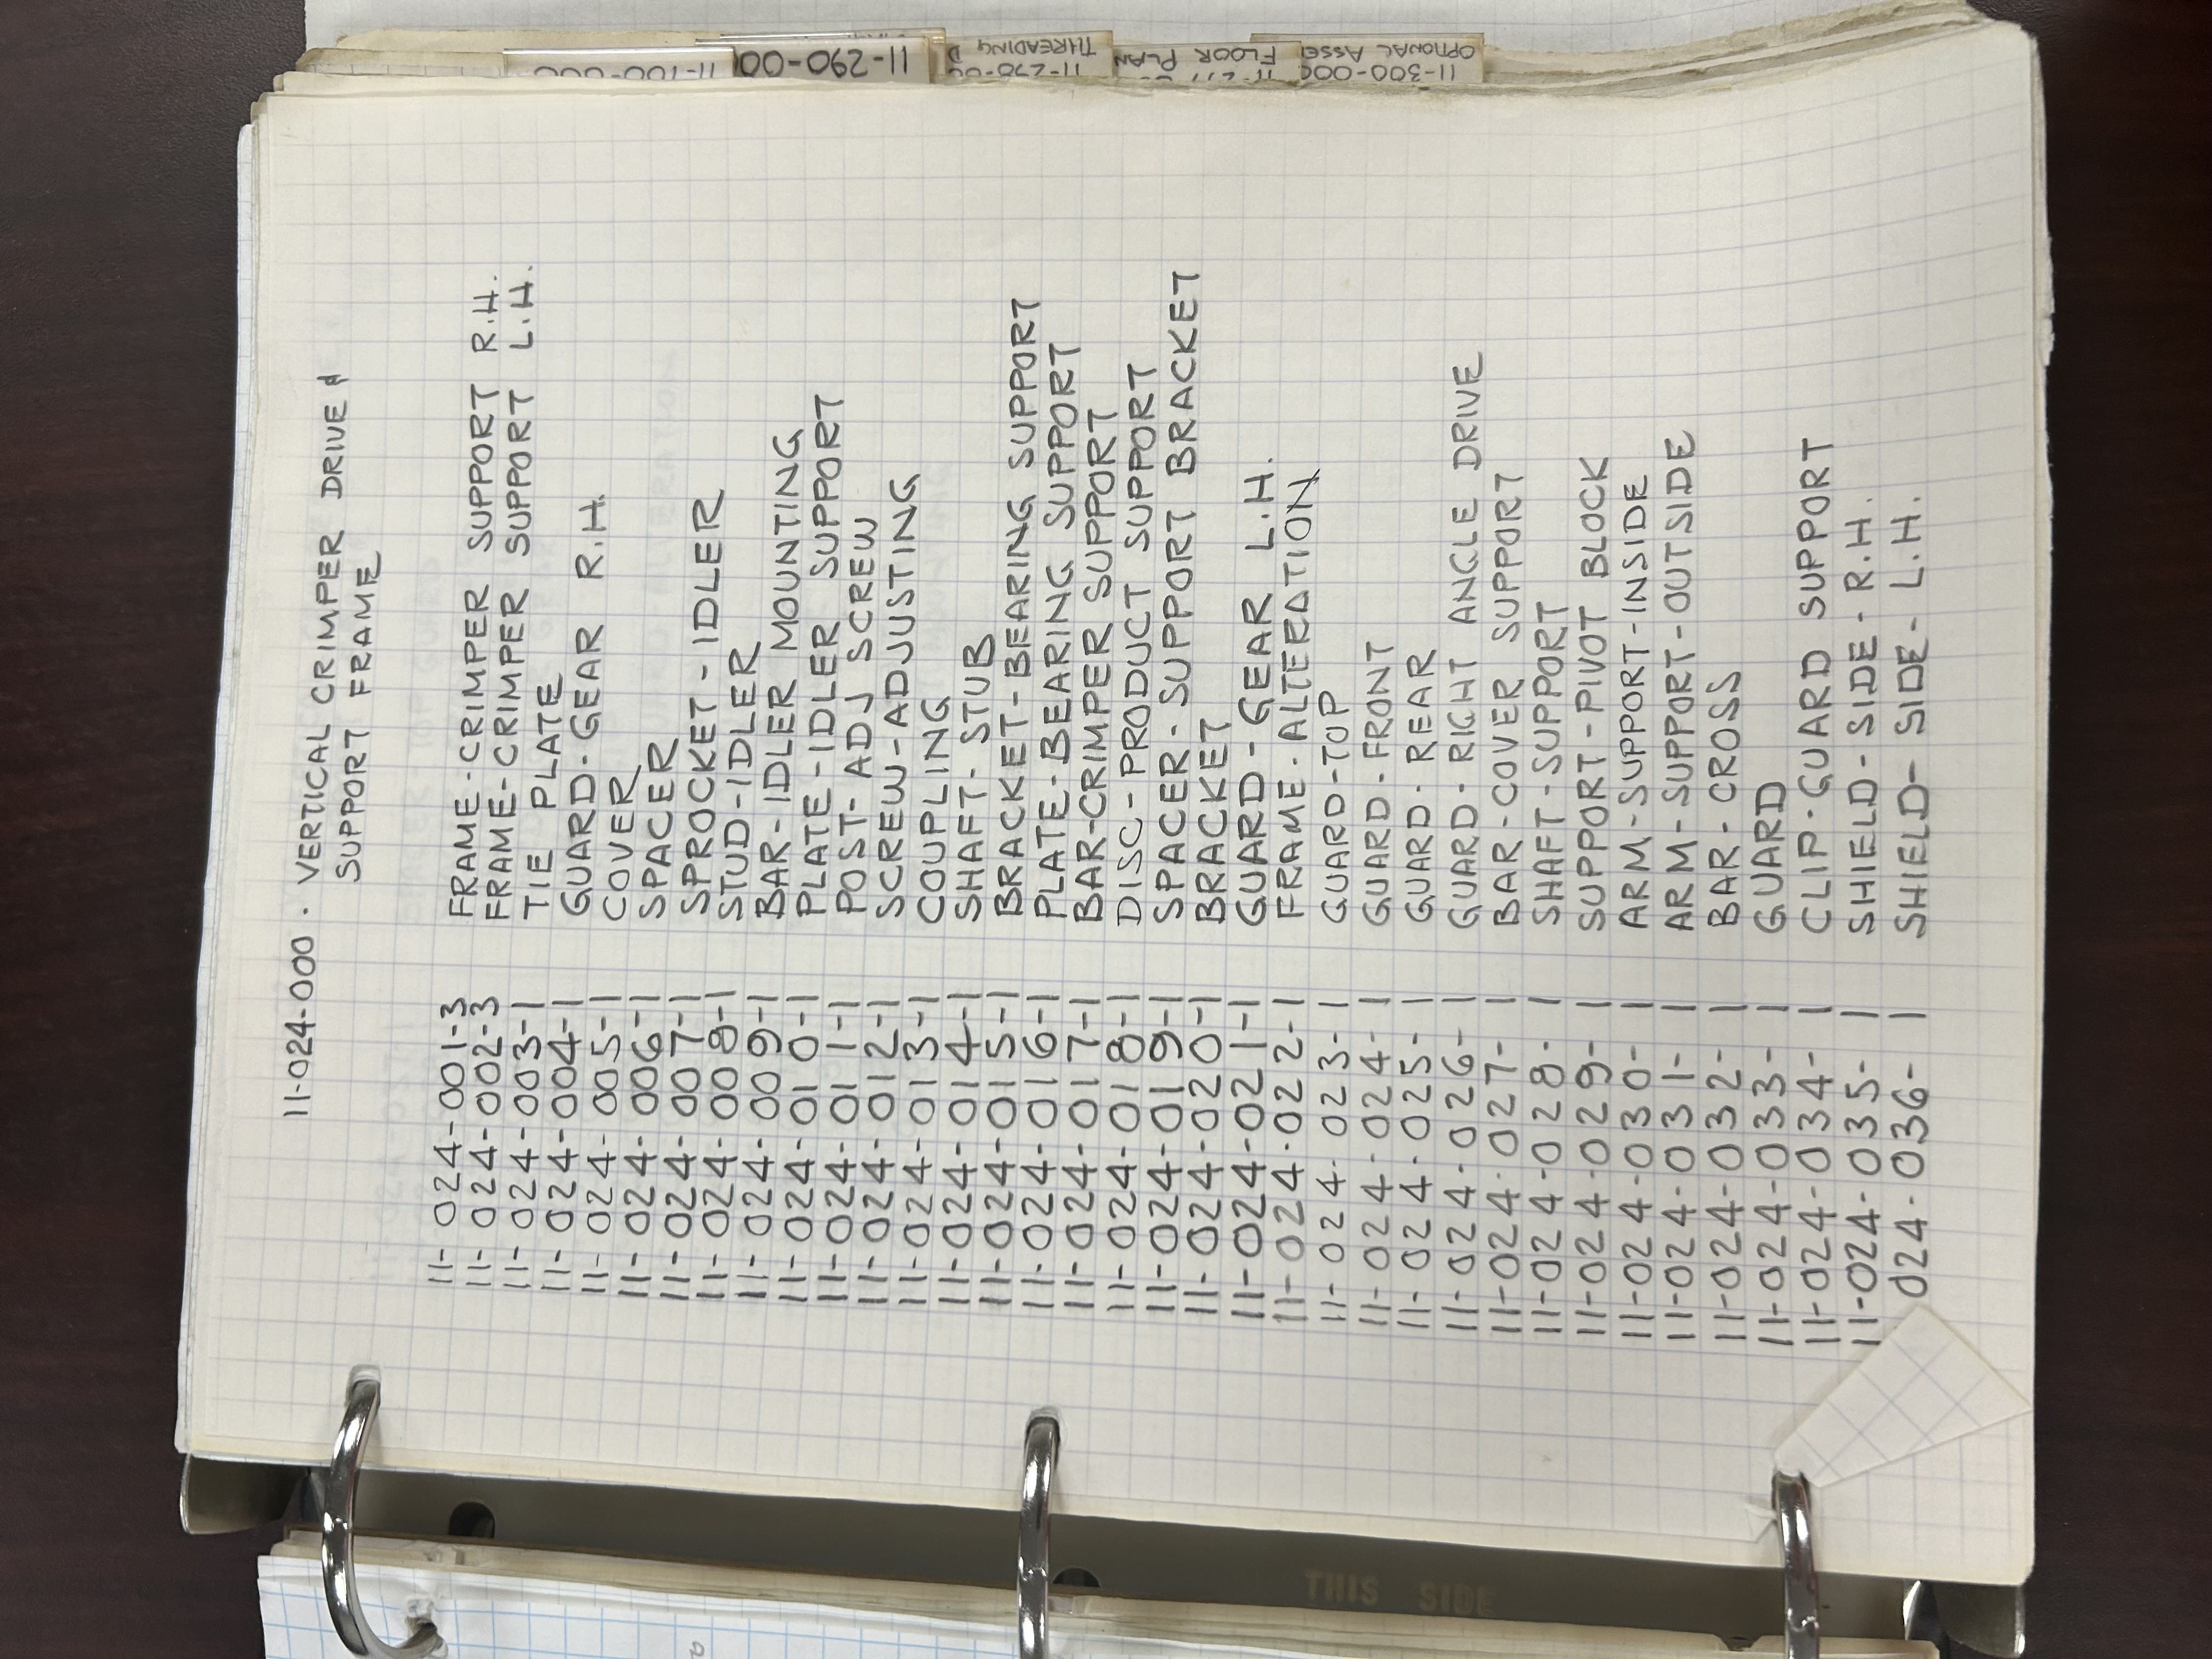 11-024-000 · VERTICAL CRIMPER DRIVE &
SUPPORT FRAME
11-024-001-3 FRAME-CRIMPER SUPPORT R.H.
11-024-002-3 FRAME-CRIMPER SUPPORT L.H.
11-024-003-1 TIE PLATE
11-024-004-1 GUARD-GEAR R.H.
11-024-005-1 COVER
11-024-006-1 SPACER
11-024-007-1 SPROCKET-IDLER
11-024-008-1 STUD-IDLER
11-024-009-1 BAR-IDLER MOUNTING
11-024-010-1 PLATE-IDLER SUPPORT
11-024-011-1 POST-ADJ SCREW
11-024-012-1 SCREW-ADJUSTING
11-024-013-1 COUPLING
11-024-014-1 SHAFT-STUB
11-024-015-1 BRACKET-BEARING SUPPORT
11-024-016-1 PLATE-BEARING SUPPORT
11-024-017-1 BAR-CRIMPER SUPPORT
11-024-018-1 DISC-PRODUCT SUPPORT
11-024-019-1 SPACER-SUPPORT BRACKET
11-024-020-1 BRACKET
11-024-021-1 GUARD-GEAR L.H.
11-024-022-1 FRAME-ALTERATION
11-024-023-1 GUARD-TOP
11-024-024-1 GUARD-FRONT
11-024-025-1 GUARD-REAR
11-024-026-1 GUARD-RIGHT ANGLE DRIVE
11-024-027-1 BAR-COVER SUPPORT
11-024-028-1 SHAFT-SUPPORT
11-024-029-1 SUPPORT-PIVOT BLOCK
11-024-030-1 ARM-SUPPORT-INSIDE
11-024-031-1 ARM-SUPPORT-OUTSIDE
11-024-032-1 BAR-CROSS
11-024-033-1 GUARD
11-024-034-1 CLIP-GUARD SUPPORT
11-024-035-1 SHIELD-SIDE-R.H.
024-036-1 SHIELD-SIDE-L.H.
11-100-000
11-290-001
THREADING D
FLOOR PLAN
11-300-000
OPTIONAL ASSE
THIS SIDE